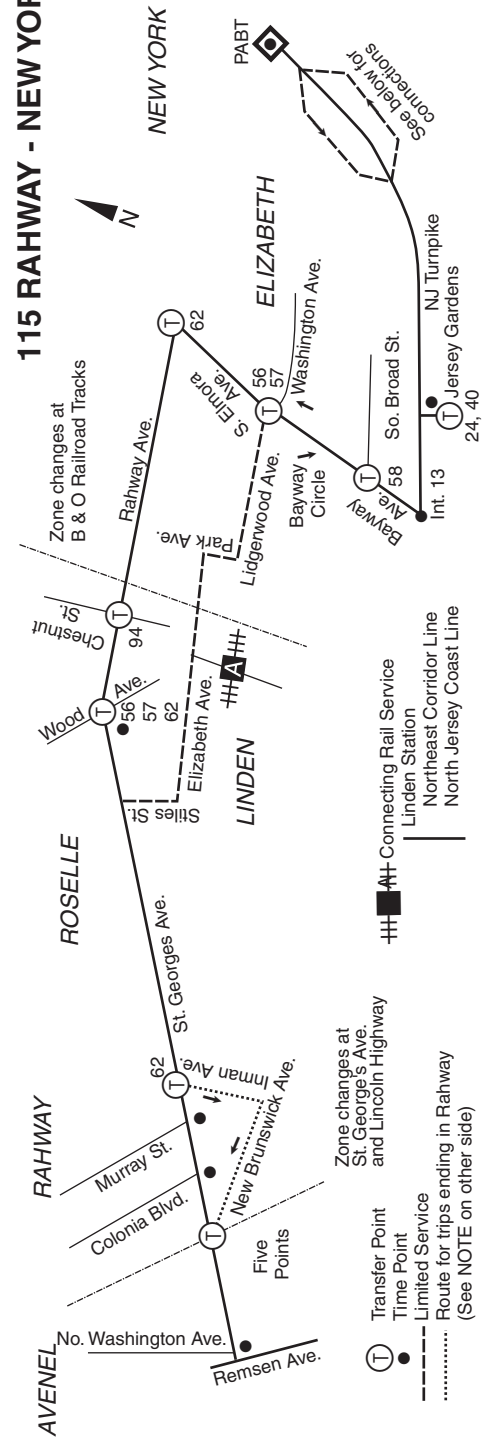 115 RAHWAY - NEW YOR
NEW YORK
PABT
See below for
connections
N
ELIZABETH
62
Zone changes at
B & O Railroad Tracks
Rahway Ave.
S. Elmora
Ave.
56
57
Washington Ave.
Bayway
Circle
Lidgerwood Ave.
Park Ave.
So. Broad St.
58
Bayway
Ave.
Int. 13
NJ Turnpike
T Jersey Gardens
24, 40
Chestnut
St.
T
94
Wood
Ave.
T
56
57
62
Elizabeth Ave.
A
LINDEN
Stiles St.
ROSELLE
St. Georges Ave.
RAHWAY
62
T
Inman Ave.
Murray St.
Colonia Blvd.
New Brunswick Ave.
T
Five
Points
Zone changes at
St. George's Ave.
and Lincoln Highway
AVENEL
No. Washington Ave.
Remsen Ave.
T
T
T
T Transfer Point
Time Point
Limited Service
Route for trips ending in Rahway
(See NOTE on other side)
A Connecting Rail Service
Linden Station
Northeast Corridor Line
North Jersey Coast Line